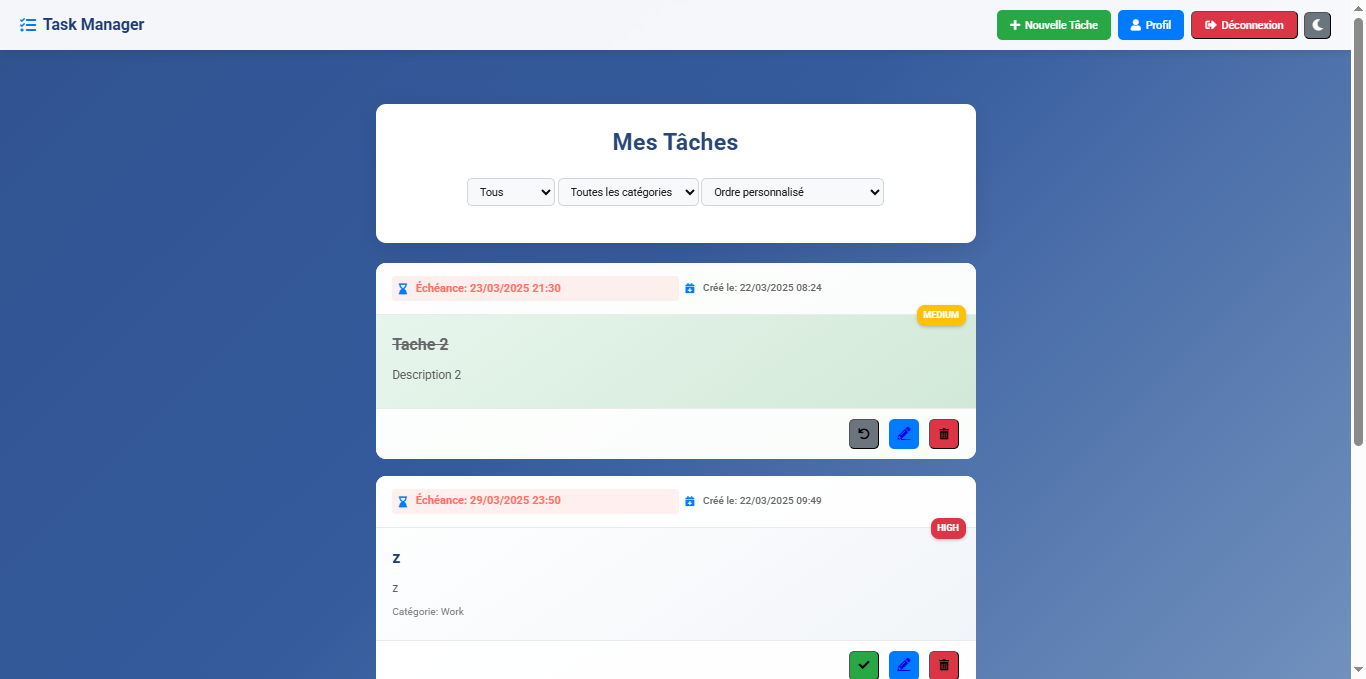 Task Manager
Nouvelle Tâche
Profil
Déconnexion
Mes Tâches
Tous
Toutes les catégories
Ordre personnalisé
Échéance: 23/03/2025 21:30
Créé le: 22/03/2025 08:24
MEDIUM
Tache 2
Description 2
Échéance: 29/03/2025 23:50
Créé le: 22/03/2025 09:49
HIGH
z
z
Catégorie: Work